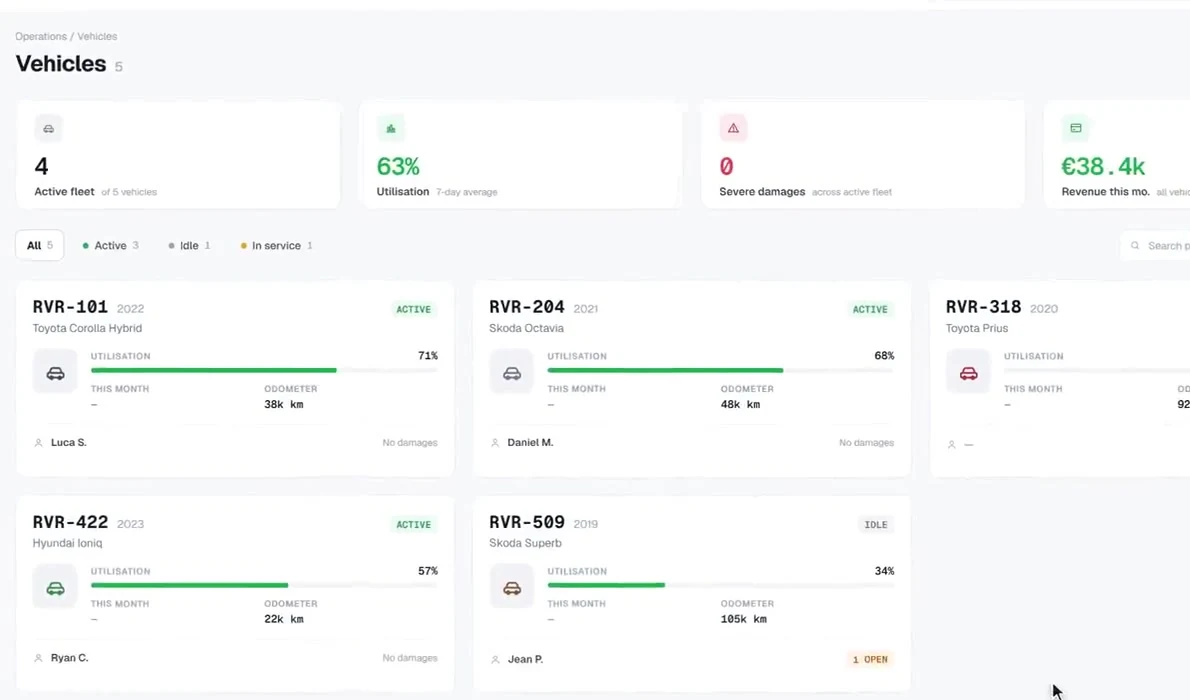 Operations / Vehicles
Vehicles 5
4
Active fleet of 5 vehicles
63%
Utilisation 7-day average
0
Severe damages across active fleet
€38.4k
Revenue this mo. all
All 5
Active 3
Idle 1
In service 1
Search
RVR-101 2022
ACTIVE
Toyota Corolla Hybrid
UTILISATION 71%
THIS MONTH ODOMETER
– 38k km
Luca S. No damages
RVR-204 2021
ACTIVE
Skoda Octavia
UTILISATION 68%
THIS MONTH ODOMETER
– 48k km
Daniel M. No damages
RVR-318 2020
Toyota Prius
UTILISATION
THIS MONTH
– 92
—
RVR-422 2023
ACTIVE
Hyundai Ioniq
UTILISATION 57%
THIS MONTH ODOMETER
– 22k km
Ryan C. No damages
RVR-509 2019
IDLE
Skoda Superb
UTILISATION 34%
THIS MONTH ODOMETER
– 105k km
Jean P. 1 OPEN